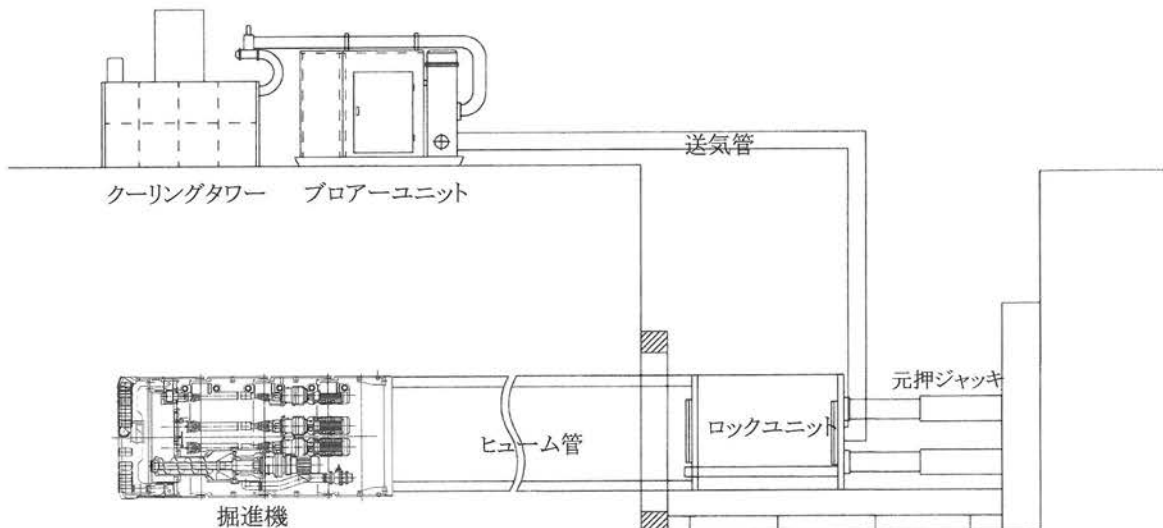 送気管
クーリングタワー
ブロアーユニット
元押ジャッキ
ロックユニット
ヒューム管
掘進機